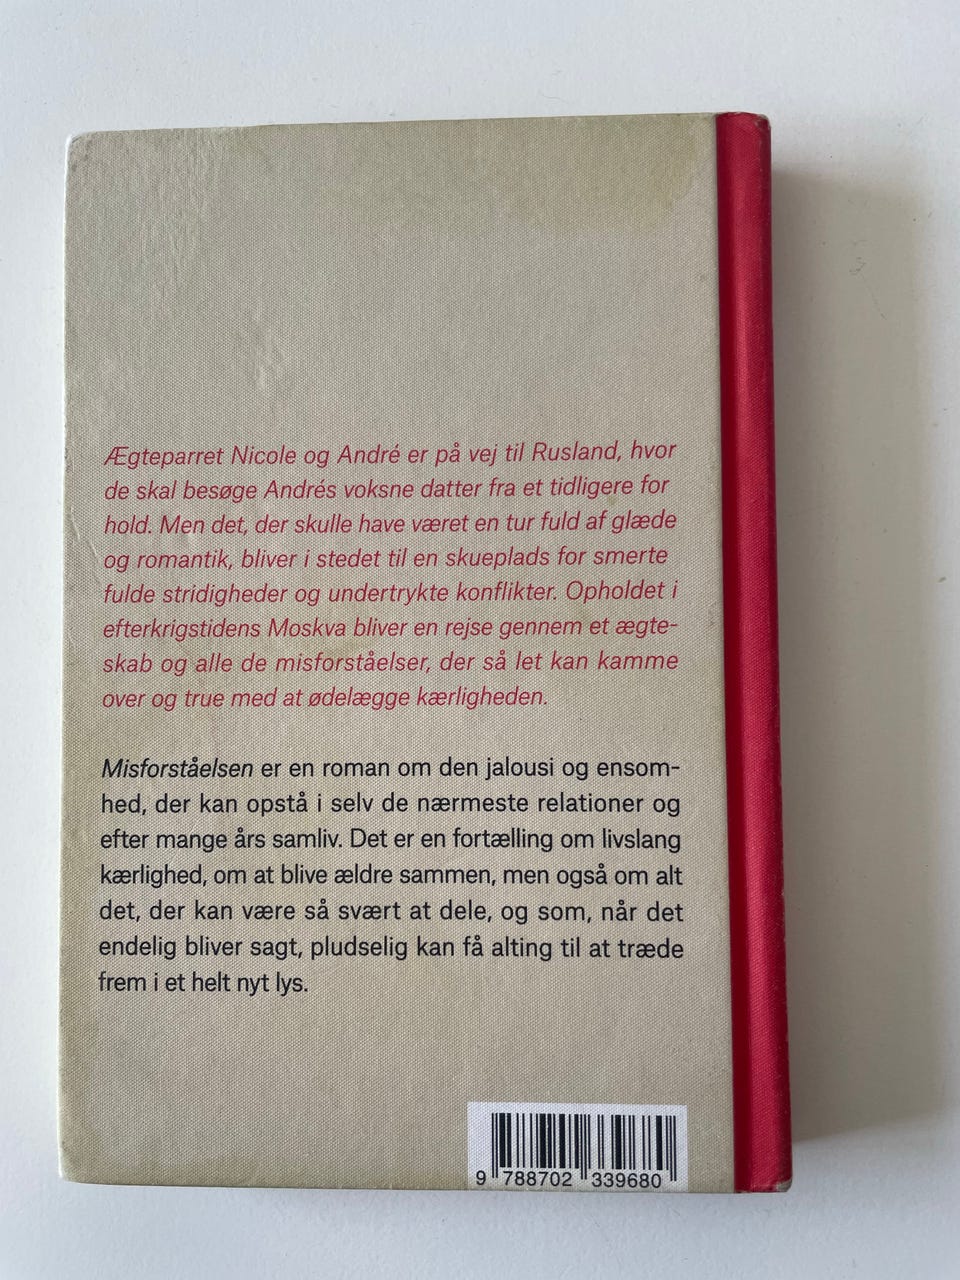 Ægteparret Nicole og André er på vej til Rusland, hvor
de skal besøge Andrés voksne datter fra et tidligere for
hold. Men det, der skulle have været en tur fuld af glæde
og romantik, bliver i stedet til en skueplads for smerte
fulde stridigheder og undertrykte konflikter. Opholdet i
efterkrigstidens Moskva bliver en rejse gennem et ægte-
skab og alle de misforståelser, der så let kan kamme
over og true med at ødelægge kærligheden.
Misforståelsen er en roman om den jalousi og ensom-
hed, der kan opstå i selv de nærmeste relationer og
efter mange års samliv. Det er en fortælling om livslang
kærlighed, om at blive ældre sammen, men også om alt
det, der kan være så svært at dele, og som, når det
endelig bliver sagt, pludselig kan få alting til at træde
frem i et helt nyt lys.
9 788702 339680